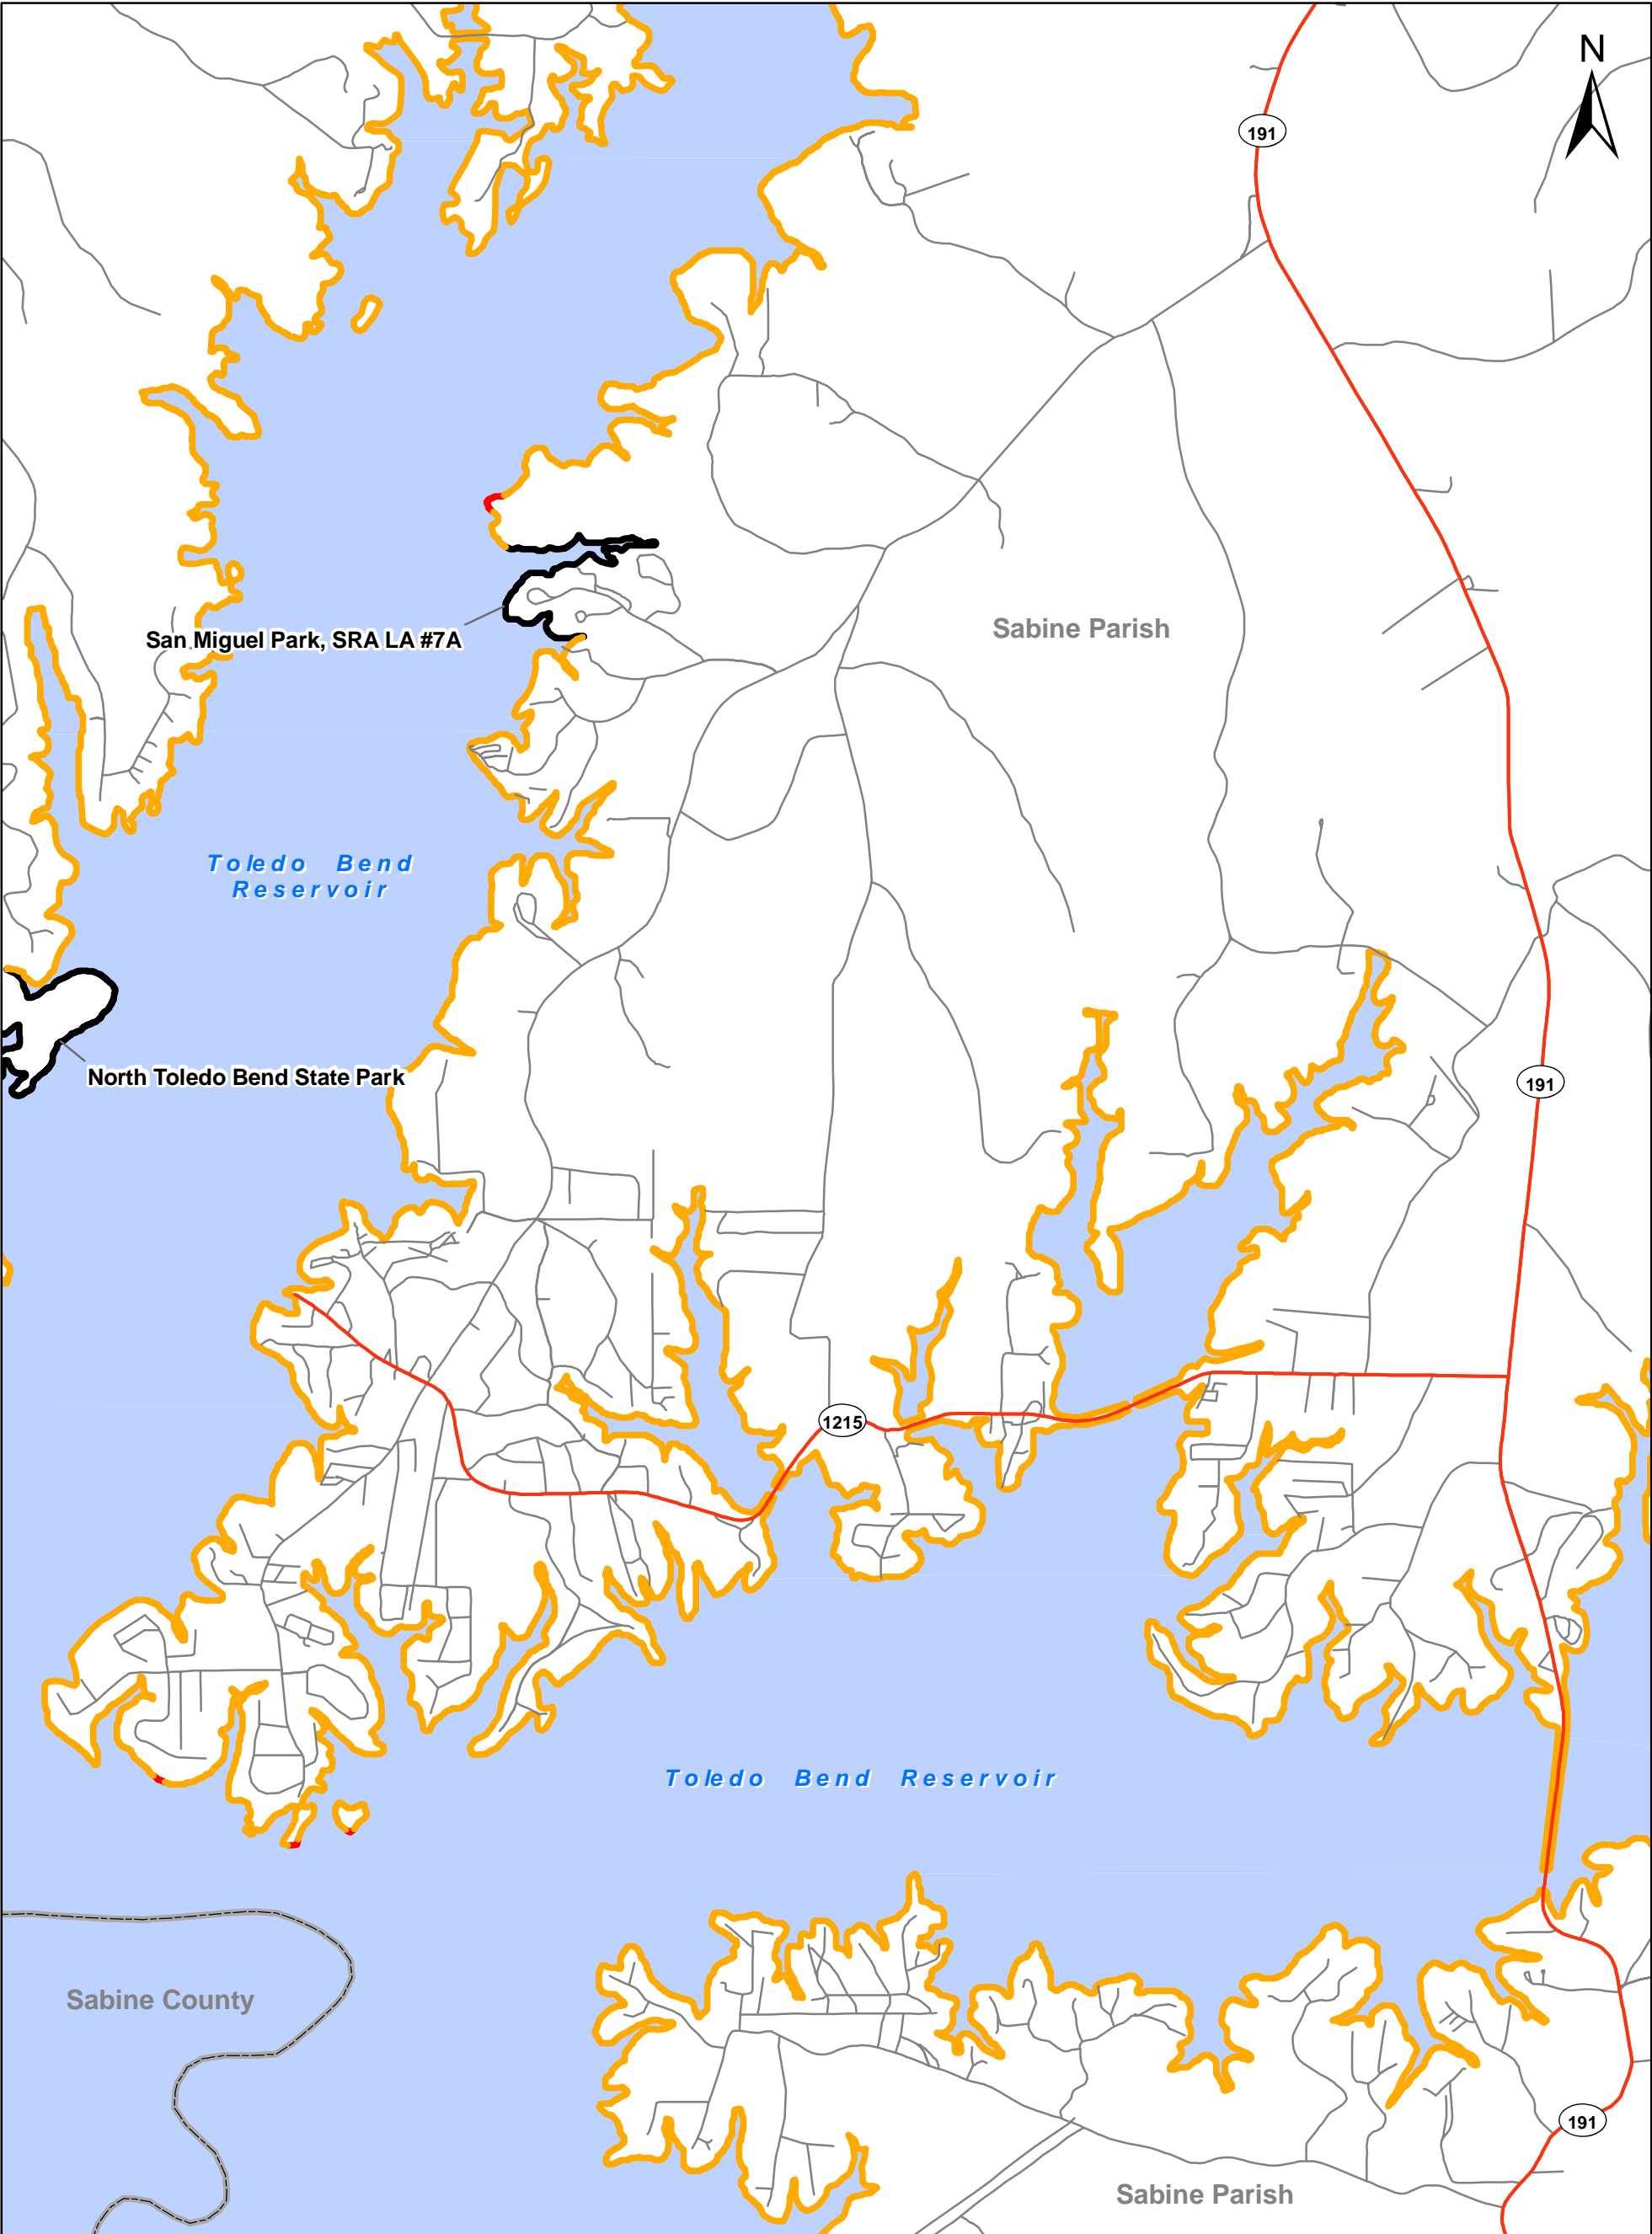 N
191
San Miguel Park, SRA LA #7A
Sabine Parish
Toledo Bend
Reservoir
North Toledo Bend State Park
191
1215
Toledo Bend Reservoir
Sabine County
191
Sabine Parish